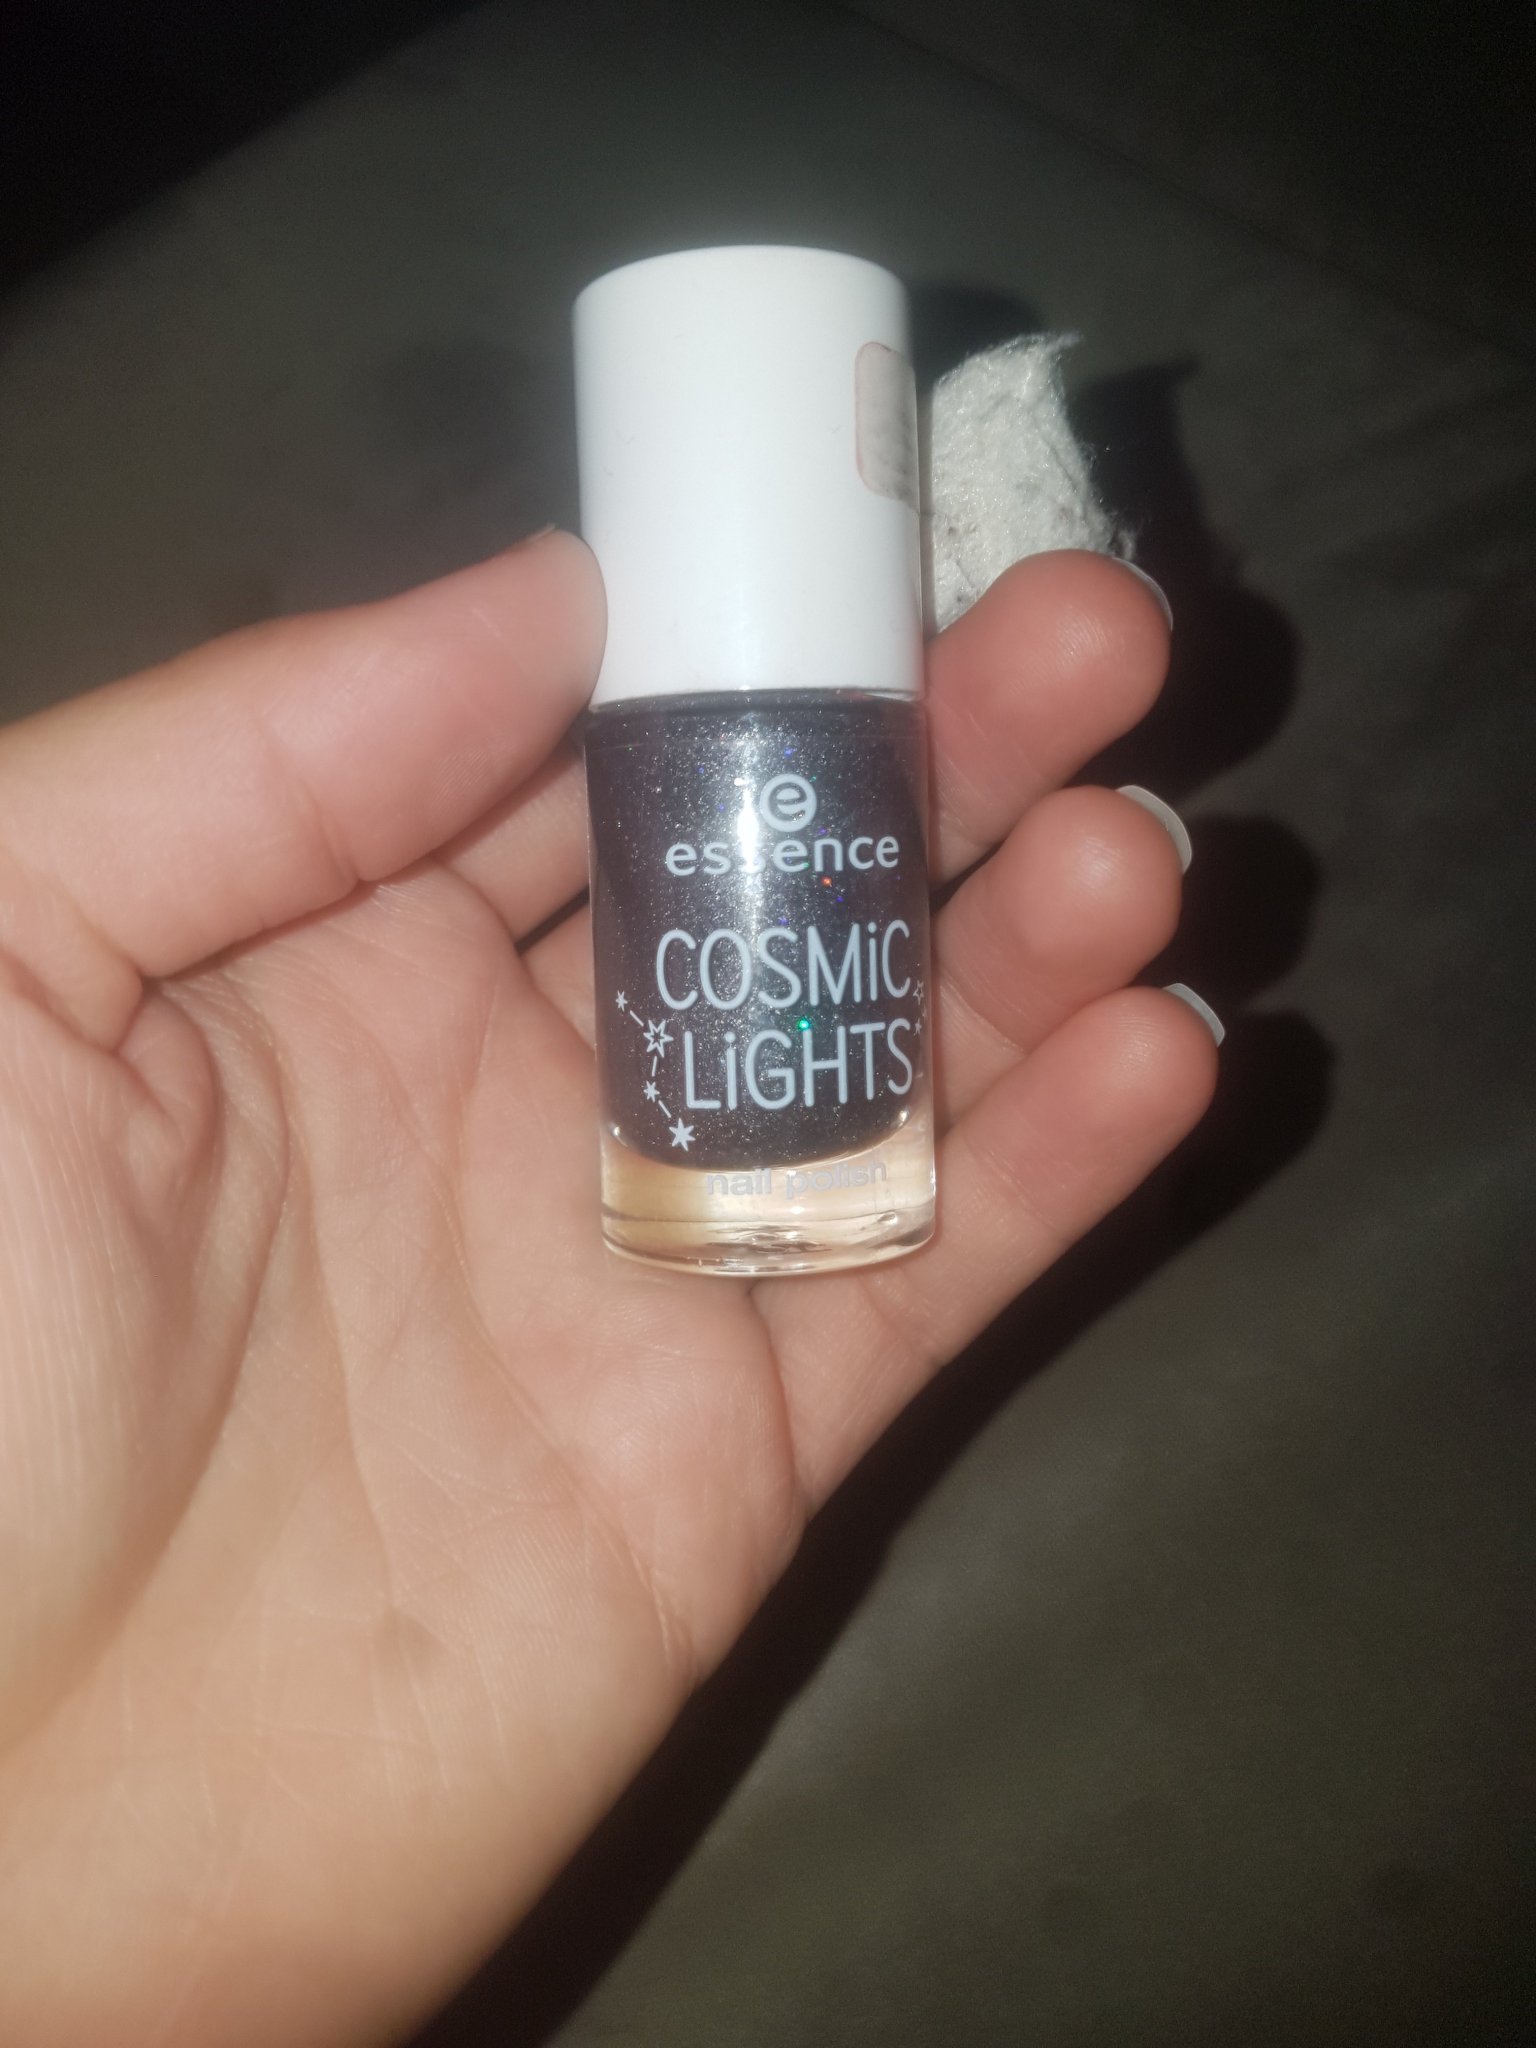 e
essence
COSMiC
LiGHTS
nail polish